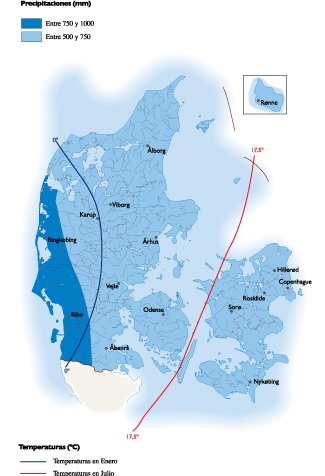 Precipitaciones (mm)
Entre 750 y 1000
Entre 500 y 750
Rønne
0°
Ålborg
17,5°
Viborg
Karup
Ringkøbing
Århus
Hillerød
Copenhague
Vejle
Roskilde
Odense
Sorø
Ribe
Åbenrå
0°
Nykøbing
17,5°
Temperaturas (°C)
Temperaturas en Enero
Temperaturas en Julio